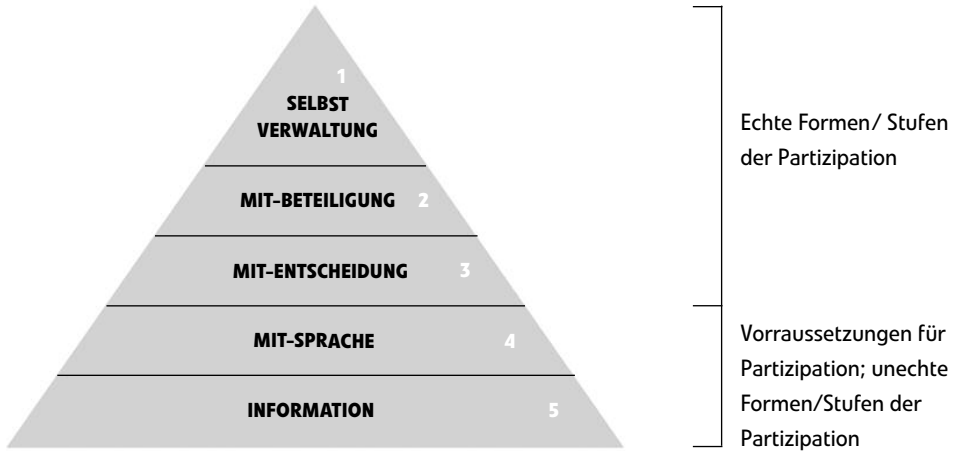 1
SELBST
VERWALTUNG
MIT-BETEILIGUNG 2
MIT-ENTSCHEIDUNG 3
MIT-SPRACHE 4
INFORMATION 5
Echte Formen/ Stufen
der Partizipation
Vorraussetzungen für
Partizipation; unechte
Formen/Stufen der
Partizipation